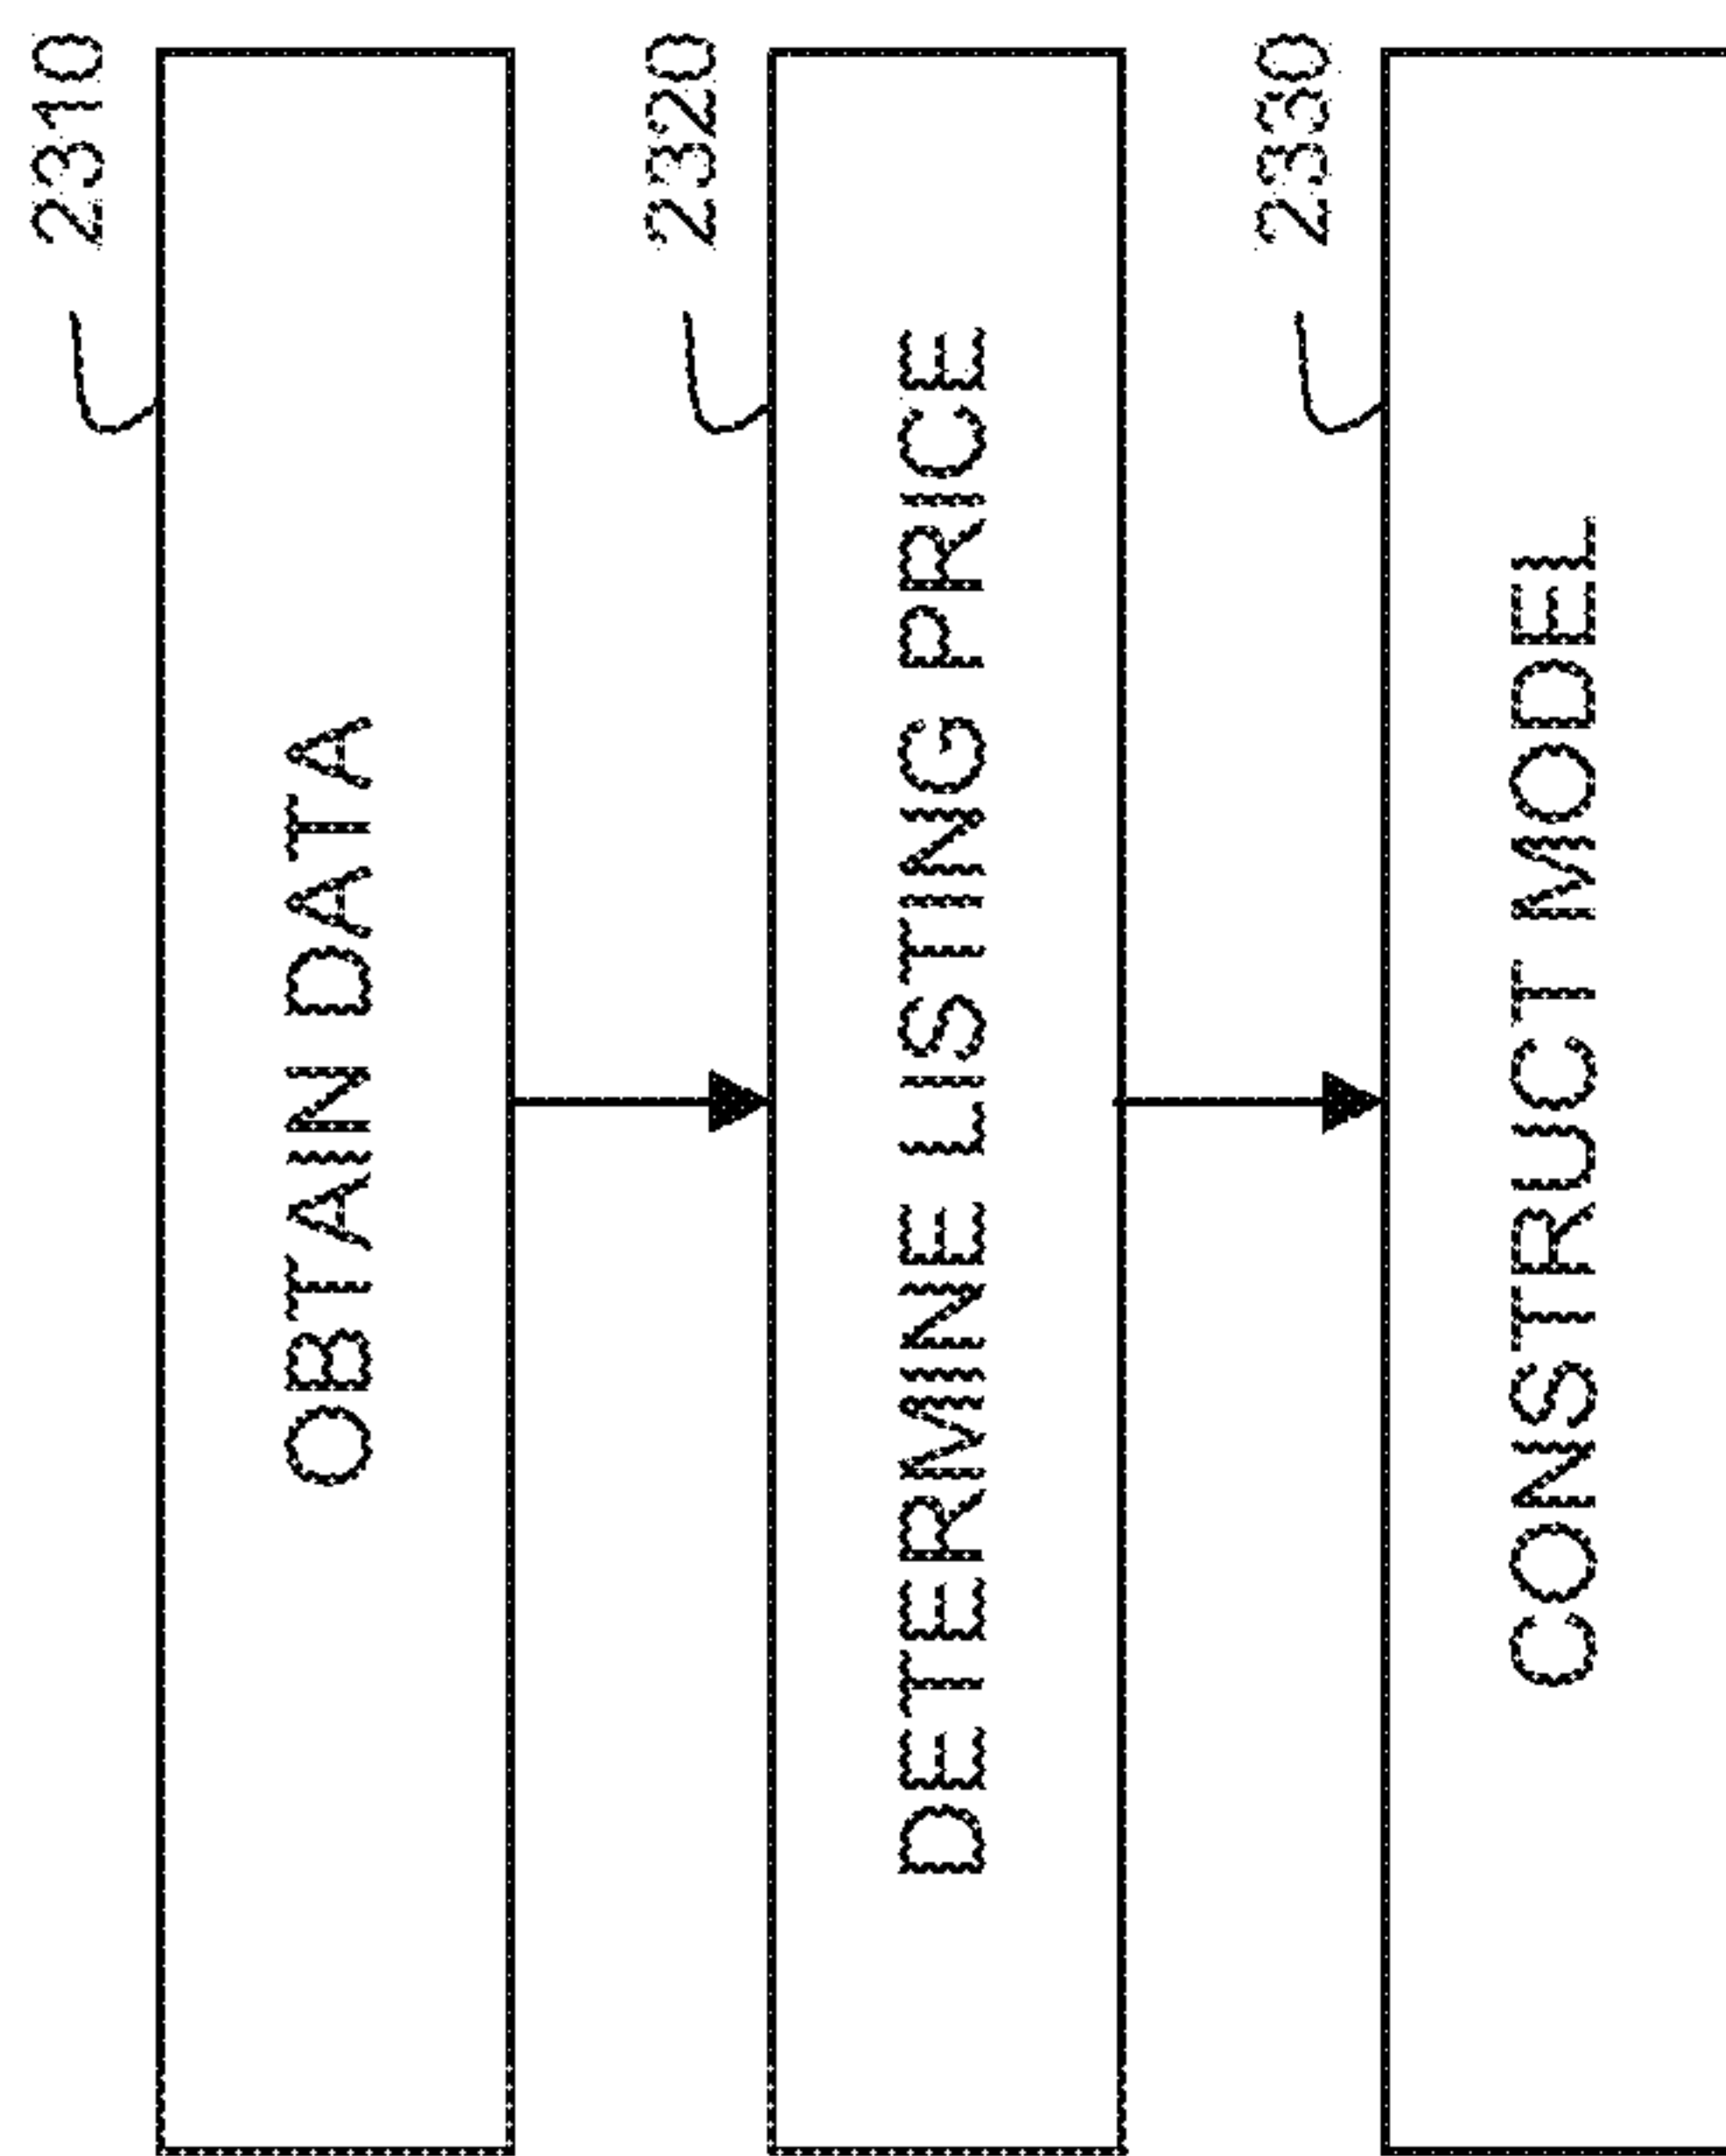 2310
OBTAIN DATA
2320
DETERMINE LISTING PRICE
2330
CONSTRUCT MODEL